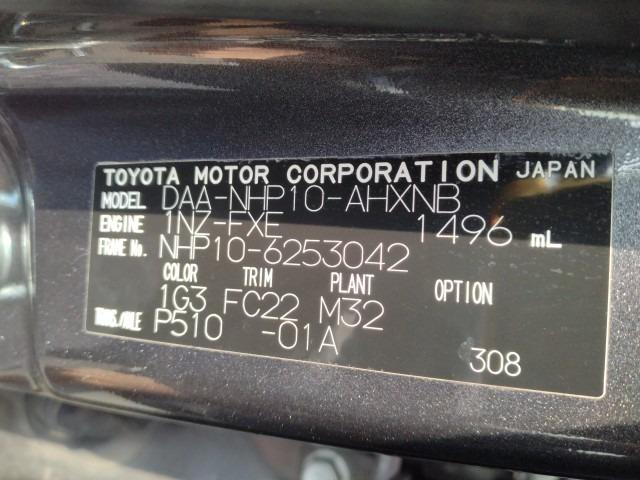 TOYOTA MOTOR CORPORATION JAPAN
MODEL DAA-NHP10-AHXNB
ENGINE 1NZ-FXE 1496 mL
FRAME No. NHP10-6253042
COLOR TRIM PLANT OPTION
1G3 FC22 M32
TRANS./AXLE P510 -01A
308